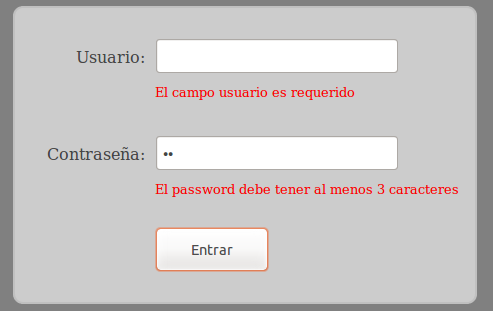 Usuario:
El campo usuario es requerido
Contraseña: ••
El password debe tener al menos 3 caracteres
Entrar